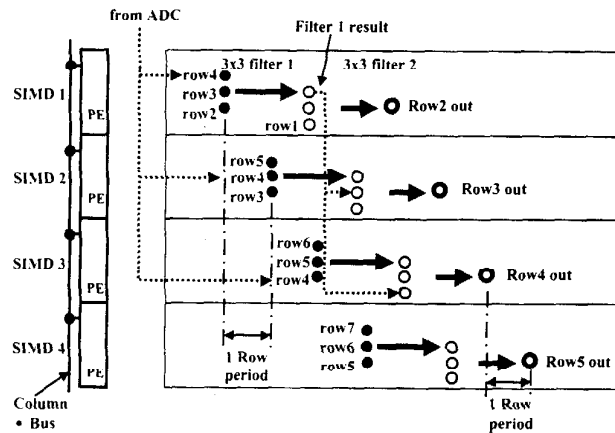 from ADC
Filter 1 result
3x3 filter 1
3x3 filter 2
SIMD 1
PE
row4
row3
row2
row1
Row2 out
SIMD 2
PE
row5
row4
row3
Row3 out
SIMD 3
PE
row6
row5
row4
Row4 out
SIMD 4
PE
1 Row
period
row7
row6
row5
Row5 out
Column
• Bus
1 Row
period